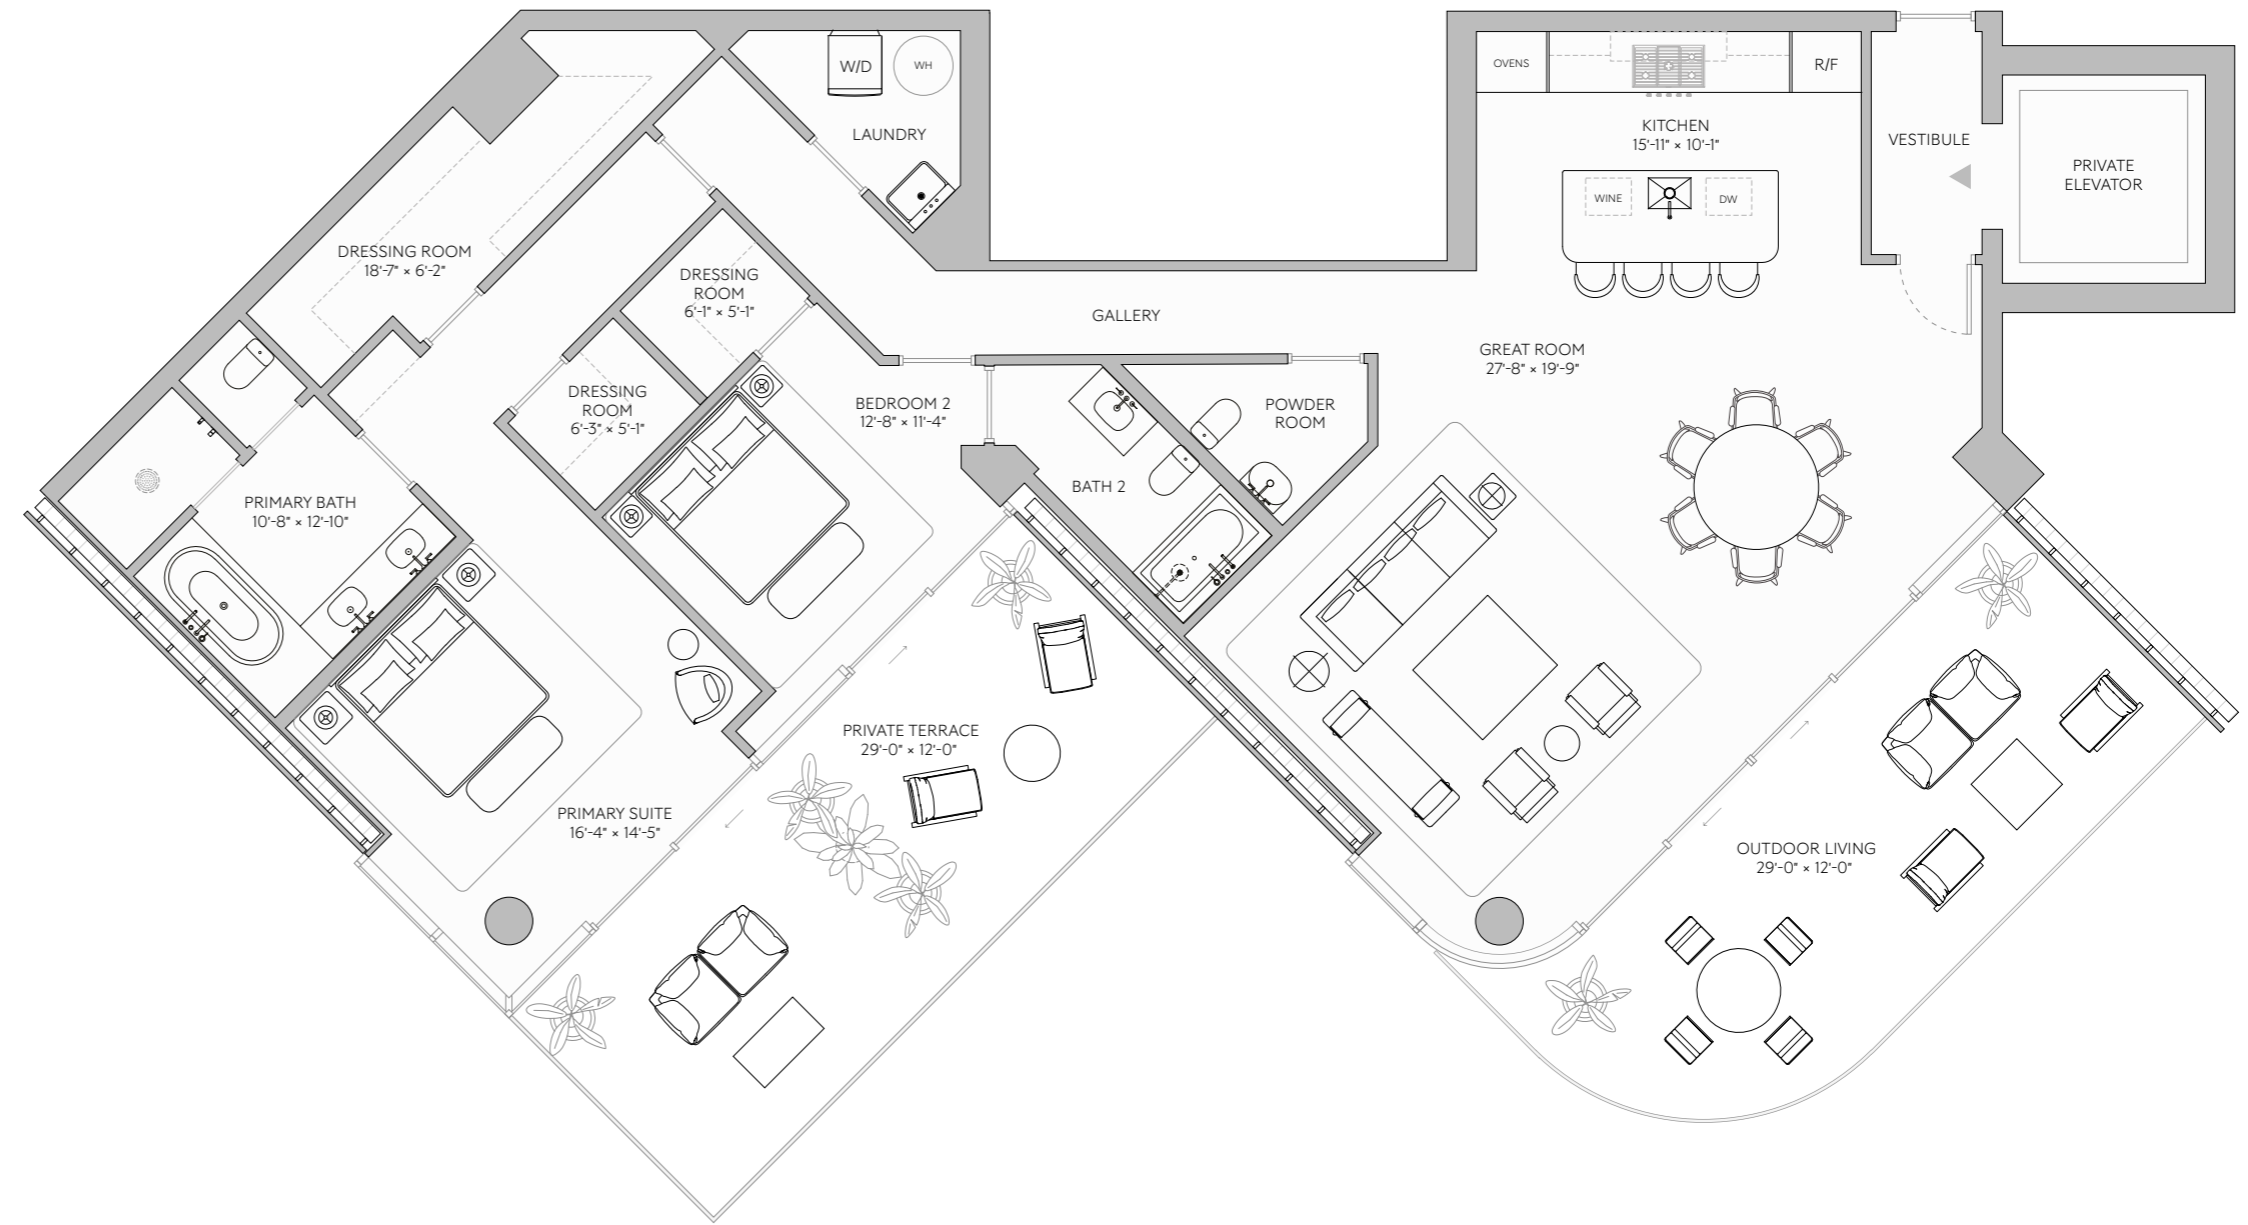 W/D
WH
LAUNDRY
OVENS
R/F
KITCHEN
15'-11" × 10'-1"
WINE
DW
VESTIBULE
PRIVATE
ELEVATOR
DRESSING ROOM
18'-7" × 6'-2"
DRESSING
ROOM
6'-1" × 5'-1"
GALLERY
GREAT ROOM
27'-8" × 19'-9"
DRESSING
ROOM
6'-3" × 5'-1"
BEDROOM 2
12'-8" × 11'-4"
POWDER
ROOM
BATH 2
PRIMARY BATH
10'-8" × 12'-10"
PRIVATE TERRACE
29'-0" × 12'-0"
PRIMARY SUITE
16'-4" × 14'-5"
OUTDOOR LIVING
29'-0" × 12'-0"